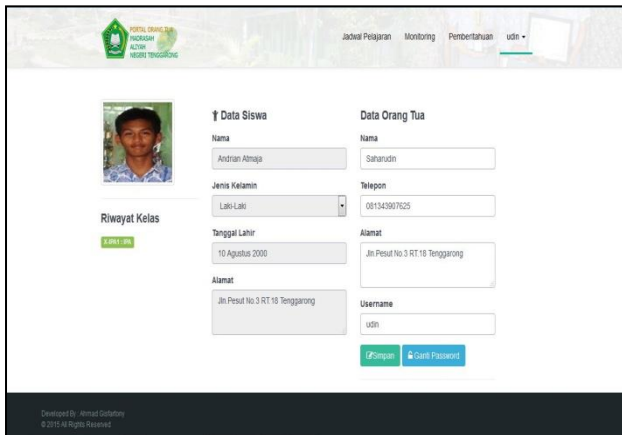 PORTAL ORANG TUA
MADRASAH
ALIYAH
NEGERI TENGGARONG
Jadwal Pelajaran Monitoring Pemberitahuan udin
Data Siswa
Nama
Andrian Atmaja
Jenis Kelamin
Laki-Laki
Tanggal Lahir
10 Agustus 2000
Alamat
Jln.Pesut No.3 RT.18 Tenggarong
Data Orang Tua
Nama
Saharudin
Telepon
081343907625
Alamat
Jln.Pesut No.3 RT.18 Tenggarong
Username
udin
Simpan Ganti Password
Riwayat Kelas
Developed By : Ahmad
© 2015 All Rights Reserved